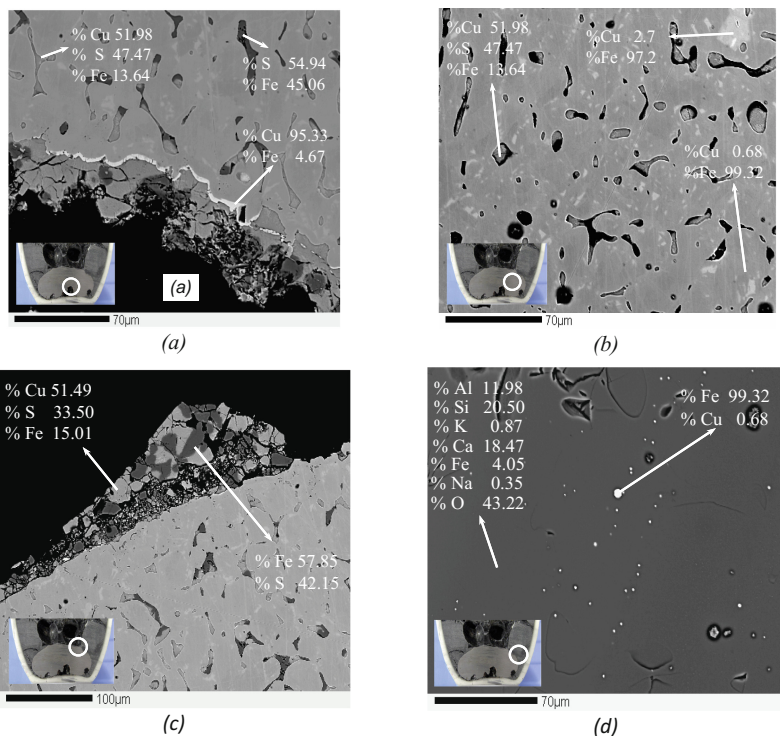 % Cu 51.98
% S 47.47
% Fe 13.64
% S 54.94
% Fe 45.06
% Cu 95.33
% Fe 4.67
(a)
70µm
(a)
%Cu 51.98
%S 47.47
%Fe 13.64
%Cu 2.7
%Fe 97.2
%Cu 0.68
%Fe 99.32
70µm
(b)
% Cu 51.49
% S 33.50
% Fe 15.01
% Fe 57.85
% S 42.15
100µm
(c)
% Al 11.98
% Si 20.50
% K 0.87
% Ca 18.47
% Fe 4.05
% Na 0.35
% O 43.22
% Fe 99.32
% Cu 0.68
70µm
(d)